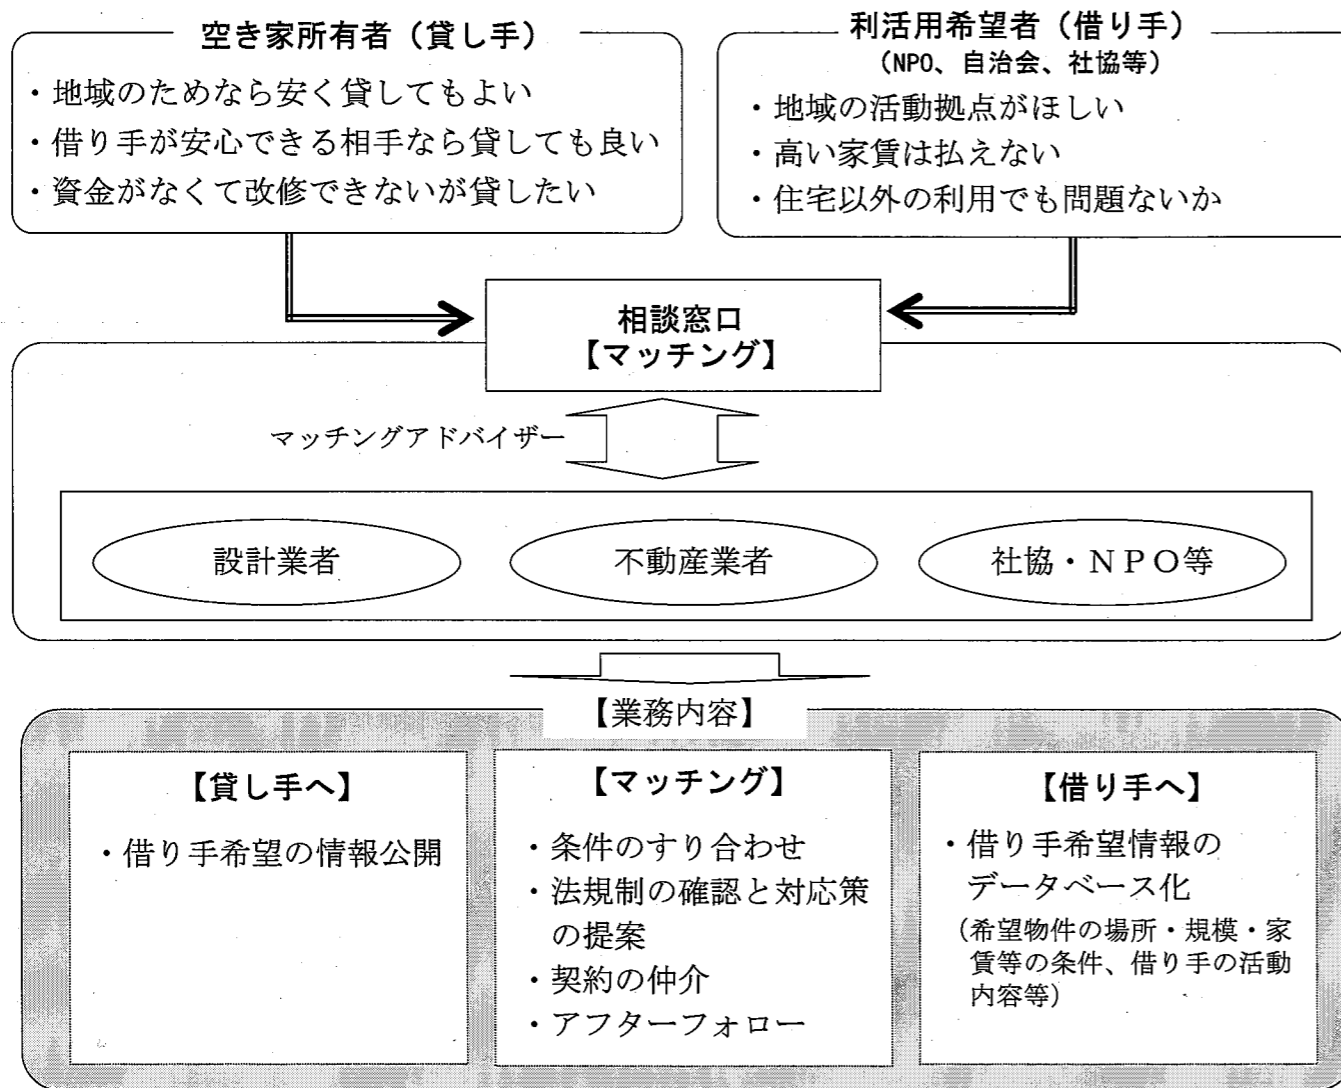 空き家所有者（貸し手）
・地域のためなら安く貸してもよい
・借り手が安心できる相手なら貸しても良い
・資金がなくて改修できないが貸したい
利活用希望者（借り手）
（NPO、自治会、社協等）
・地域の活動拠点がほしい
・高い家賃は払えない
・住宅以外の利用でも問題ないか
相談窓口
【マッチング】
マッチングアドバイザー
設計業者
不動産業者
社協・ＮＰＯ等
【業務内容】
【貸し手へ】
・借り手希望の情報公開
【マッチング】
・条件のすり合わせ
・法規制の確認と対応策
の提案
・契約の仲介
・アフターフォロー
【借り手へ】
・借り手希望情報の
データベース化
（希望物件の場所・規模・家
賃等の条件、借り手の活動
内容等）